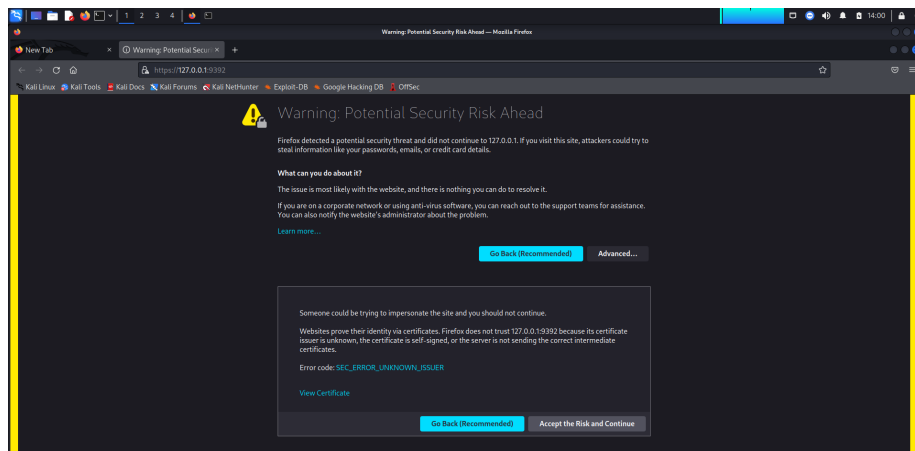 1 2 3 4
14:00
Warning: Potential Security Risk Ahead — Mozilla Firefox
New Tab
Warning: Potential Securi
https://127.0.0.1:9392
Kali Linux Kali Tools Kali Docs Kali Forums Kali NetHunter Exploit-DB Google Hacking DB OffSec
Warning: Potential Security Risk Ahead
Firefox detected a potential security threat and did not continue to 127.0.0.1. If you visit this site, attackers could try to
steal information like your passwords, emails, or credit card details.
What can you do about it?
The issue is most likely with the website, and there is nothing you can do to resolve it.
If you are on a corporate network or using anti-virus software, you can reach out to the support teams for assistance.
You can also notify the website's administrator about the problem.
Learn more...
Go Back (Recommended) Advanced...
Someone could be trying to impersonate the site and you should not continue.
Websites prove their identity via certificates. Firefox does not trust 127.0.0.1:9392 because its certificate
issuer is unknown, the certificate is self-signed, or the server is not sending the correct intermediate
certificates.
Error code: SEC_ERROR_UNKNOWN_ISSUER
View Certificate
Go Back (Recommended) Accept the Risk and Continue